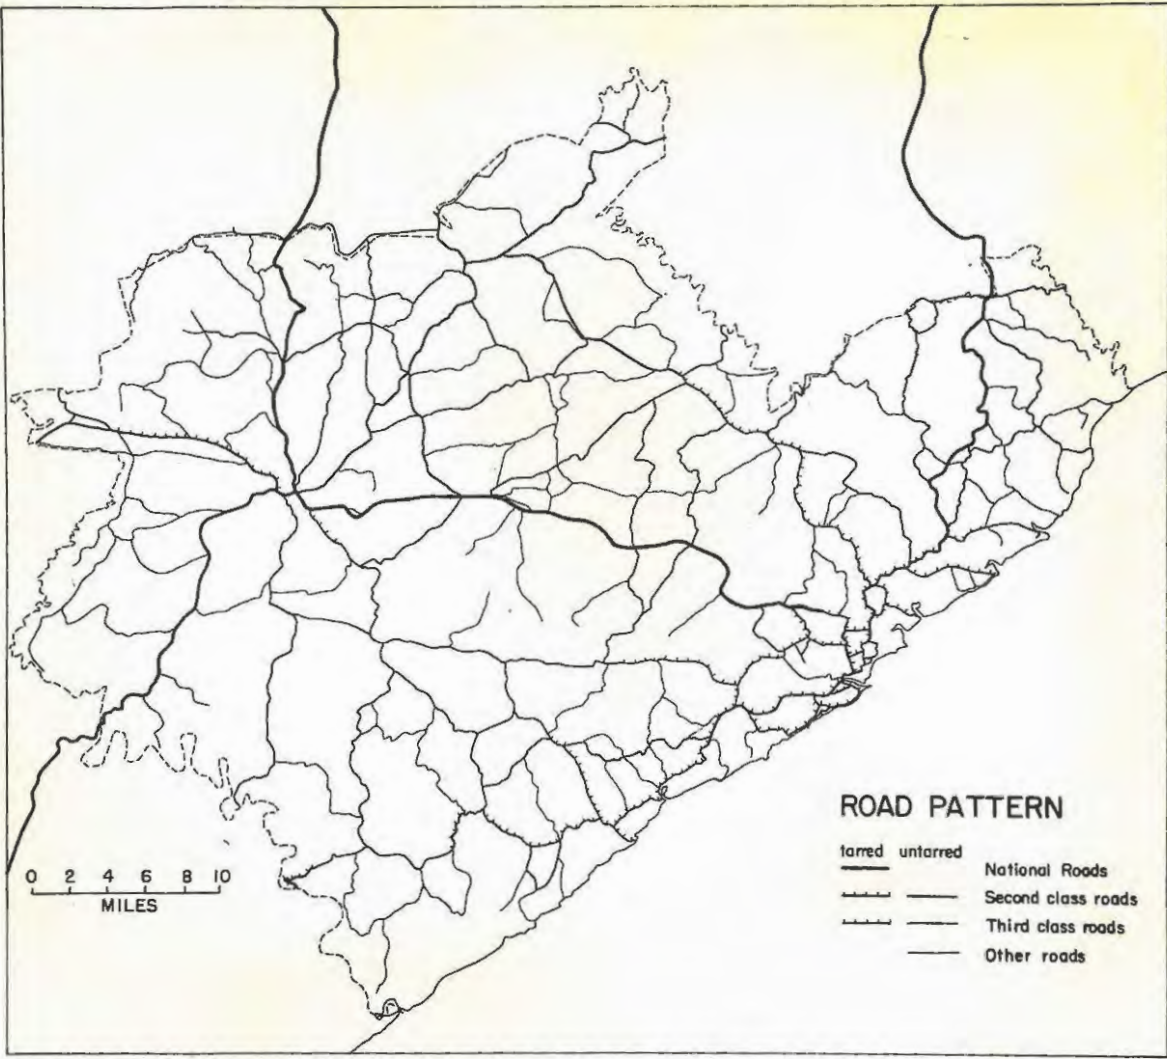 ROAD PATTERN
tarred untarred
National Roads
Second class roads
Third class roads
Other roads
0 2 4 6 8 10
MILES